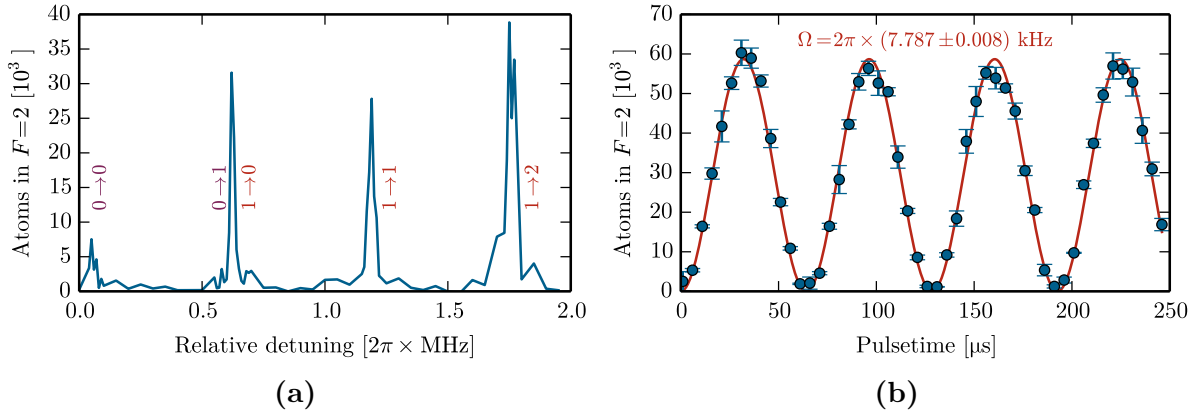 40
35
30
25
20
15
10
5
0
Atoms in F=2 [10³]
0→0
0→1
1→0
1→1
1→2
0.0 0.5 1.0 1.5 2.0
Relative detuning [2π × MHz]
(a)
70
60
50
40
30
20
10
0
Atoms in F=2 [10³]
Ω=2π × (7.787±0.008) kHz
0 50 100 150 200 250
Pulsetime [μs]
(b)